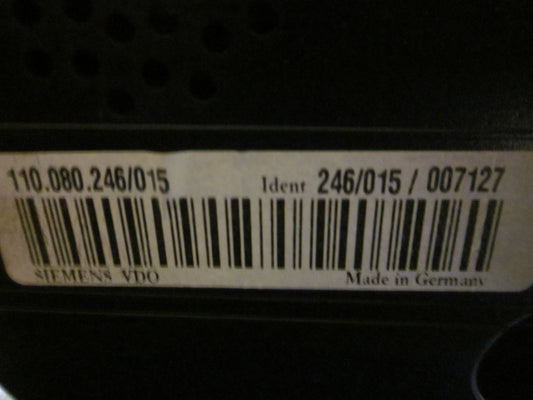 110.080.246/015 Ident 246/015 / 007127
SIEMENS VDO Made in Germany